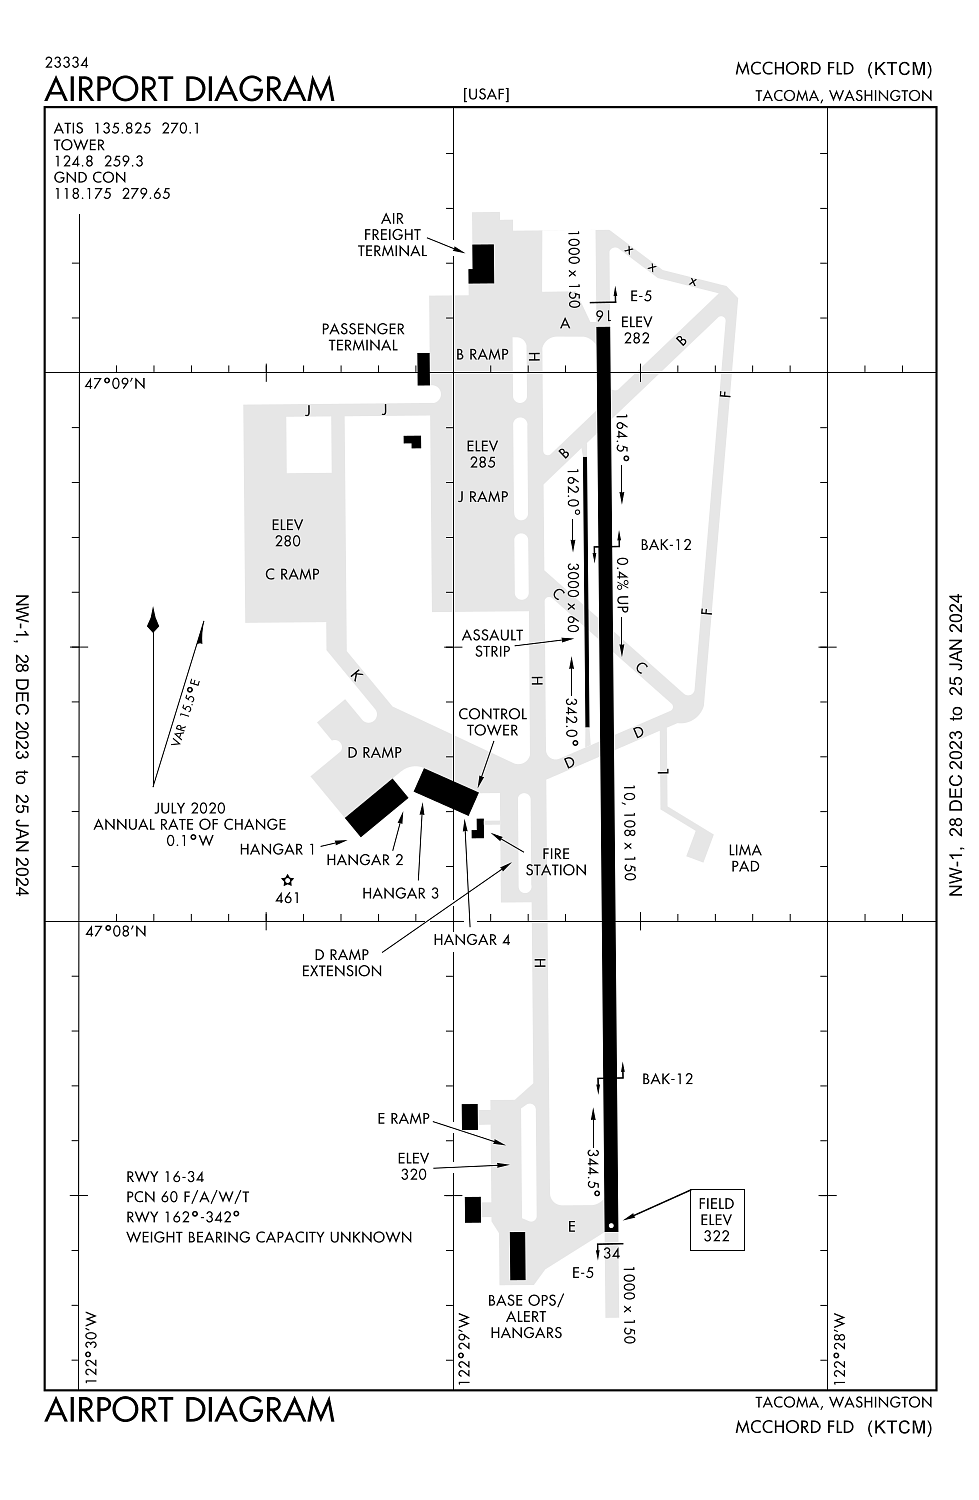 23334
AIRPORT DIAGRAM
[USAF]
MCCHORD FLD (KTCM)
TACOMA, WASHINGTON
ATIS 135.825 270.1
TOWER
124.8 259.3
GND CON
118.175 279.65
AIR
FREIGHT
TERMINAL
1000 x 150
x
x
x
E-5
16
ELEV
282
A
B
PASSENGER
TERMINAL
B RAMP
H
47°09'N
F
J
J
164.5°
ELEV
285
B
162.0°
J RAMP
ELEV
280
C RAMP
BAK-12
0.4% UP
3000 x 60
C
F
ASSAULT
STRIP
C
K
H
VAR 15.5°E
342.0°
CONTROL
TOWER
D RAMP
D
D
L
JULY 2020
ANNUAL RATE OF CHANGE
0.1°W
10, 108 x 150
HANGAR 1
HANGAR 2
HANGAR 3
FIRE
STATION
LIMA
PAD
461
47°08'N
HANGAR 4
D RAMP
EXTENSION
H
BAK-12
E RAMP
ELEV
320
344.5°
RWY 16-34
PCN 60 F/A/W/T
RWY 162°-342°
WEIGHT BEARING CAPACITY UNKNOWN
FIELD
ELEV
322
E
34
E-5
1000 x 150
BASE OPS/
ALERT
HANGARS
122°30'W
122°29'W
122°28'W
NW-1, 28 DEC 2023 to 25 JAN 2024
NW-1, 28 DEC 2023 to 25 JAN 2024
AIRPORT DIAGRAM
TACOMA, WASHINGTON
MCCHORD FLD (KTCM)